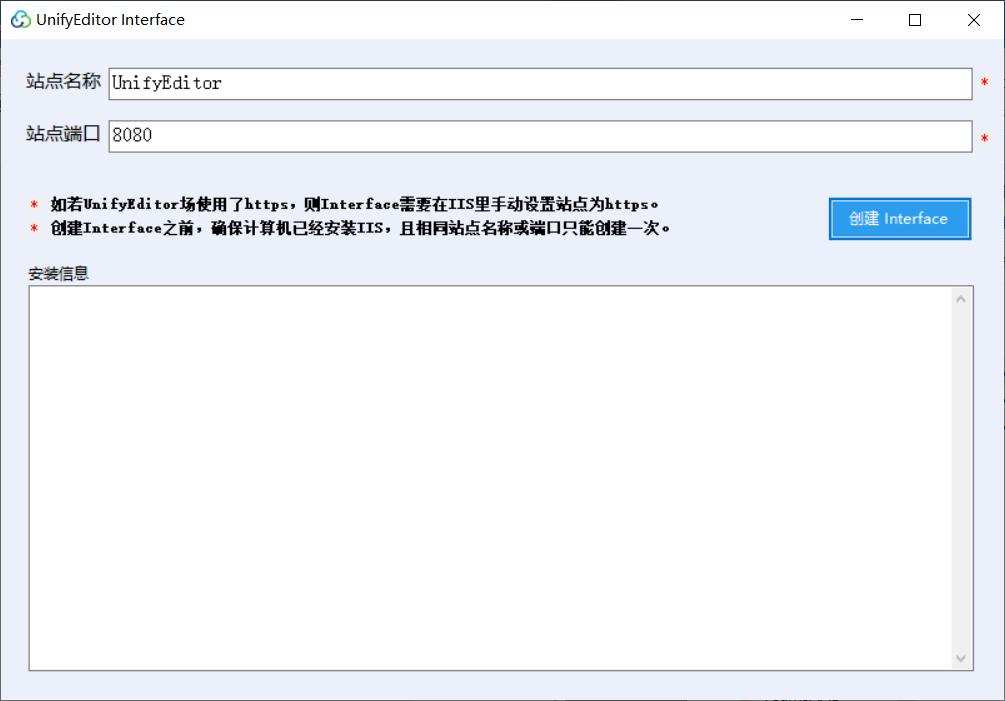 UnifyEditor Interface
站点名称 UnifyEditor *
站点端口 8080 *
* 如若UnifyEditor场使用了https，则Interface需要在IIS里手动设置站点为https。
* 创建Interface之前，确保计算机已经安装IIS，且相同站点名称或端口只能创建一次。
创建 Interface
安装信息